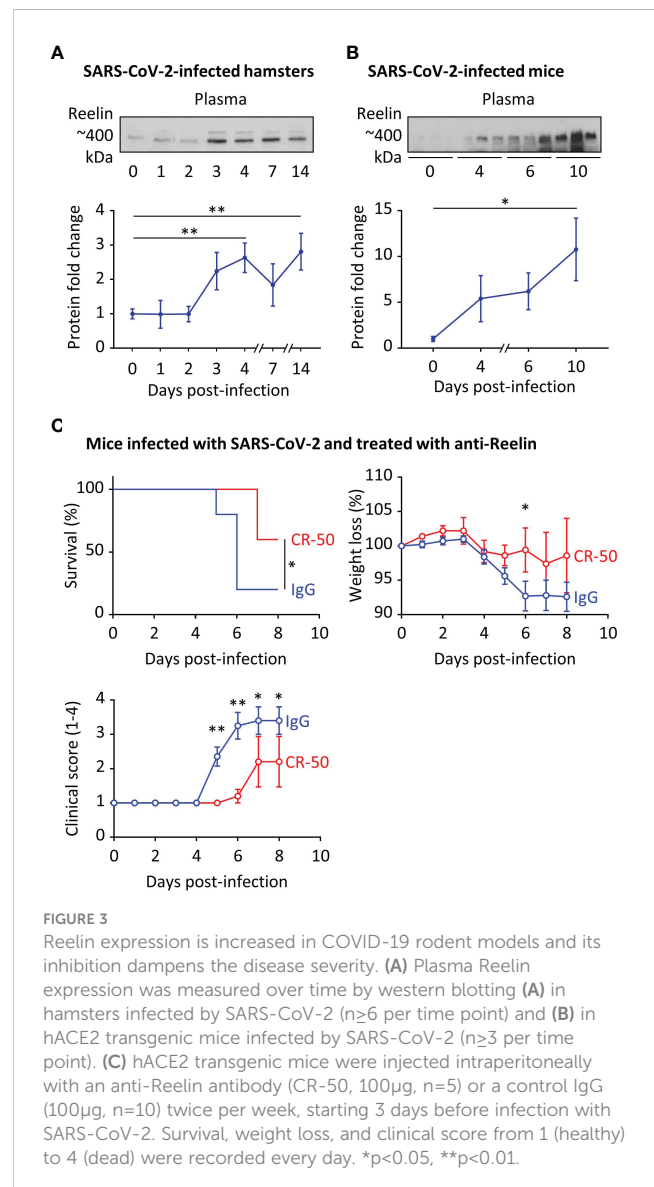 A
SARS-CoV-2-infected hamsters
Plasma
Reelin
~400
kDa
0 1 2 3 4 7 14
** 
**
Protein fold change
4
3
2
1
0
0 1 2 3 4 7 14
Days post-infection
B
SARS-CoV-2-infected mice
Plasma
Reelin
~400
kDa
0 4 6 10
*
Protein fold change
15
10
5
0
0 4 6 10
Days post-infection
C
Mice infected with SARS-CoV-2 and treated with anti-Reelin
Survival (%)
100
50
0
CR-50
*
IgG
0 2 4 6 8 10
Days post-infection
Weight loss (%)
110
105
100
95
90
*
CR-50
IgG
0 2 4 6 8 10
Days post-infection
Clinical score (1-4)
4
3
2
1
0
** ** * *
IgG
CR-50
0 2 4 6 8 10
Days post-infection
FIGURE 3
Reelin expression is increased in COVID-19 rodent models and its
inhibition dampens the disease severity. (A) Plasma Reelin
expression was measured over time by western blotting (A) in
hamsters infected by SARS-CoV-2 (n≥6 per time point) and (B) in
hACE2 transgenic mice infected by SARS-CoV-2 (n≥3 per time
point). (C) hACE2 transgenic mice were injected intraperitoneally
with an anti-Reelin antibody (CR-50, 100µg, n=5) or a control IgG
(100µg, n=10) twice per week, starting 3 days before infection with
SARS-CoV-2. Survival, weight loss, and clinical score from 1 (healthy)
to 4 (dead) were recorded every day. *p<0.05, **p<0.01.